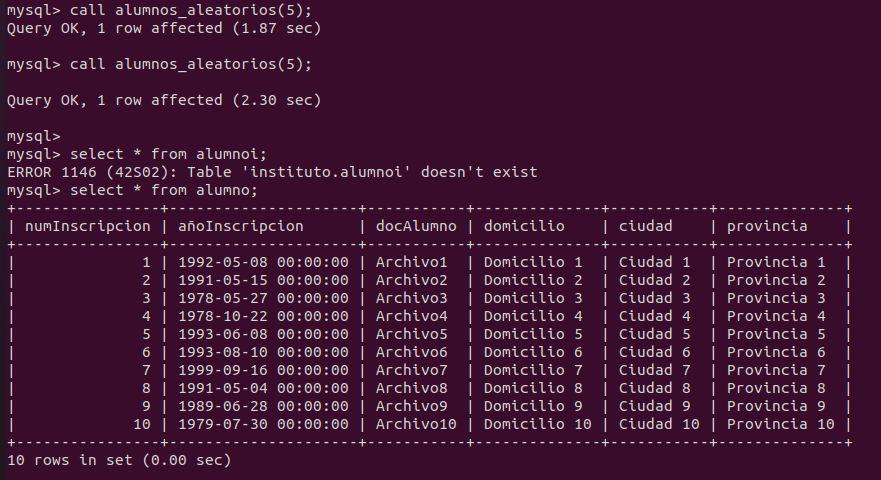 mysql> call alumnos_aleatorios(5);
Query OK, 1 row affected (1.87 sec)
mysql> call alumnos_aleatorios(5);
Query OK, 1 row affected (2.30 sec)
mysql>
mysql> select * from alumnoi;
ERROR 1146 (42S02): Table 'instituto.alumnoi' doesn't exist
mysql> select * from alumno;
+----------------+---------------------+-----------+--------------+-----------+--------------+
| numInscripcion | añoInscripcion      | docAlumno | domicilio    | ciudad    | provincia    |
+----------------+---------------------+-----------+--------------+-----------+--------------+
|              1 | 1992-05-08 00:00:00 | Archivo1  | Domicilio 1  | Ciudad 1  | Provincia 1  |
|              2 | 1991-05-15 00:00:00 | Archivo2  | Domicilio 2  | Ciudad 2  | Provincia 2  |
|              3 | 1978-05-27 00:00:00 | Archivo3  | Domicilio 3  | Ciudad 3  | Provincia 3  |
|              4 | 1978-10-22 00:00:00 | Archivo4  | Domicilio 4  | Ciudad 4  | Provincia 4  |
|              5 | 1993-06-08 00:00:00 | Archivo5  | Domicilio 5  | Ciudad 5  | Provincia 5  |
|              6 | 1993-08-10 00:00:00 | Archivo6  | Domicilio 6  | Ciudad 6  | Provincia 6  |
|              7 | 1999-09-16 00:00:00 | Archivo7  | Domicilio 7  | Ciudad 7  | Provincia 7  |
|              8 | 1991-05-04 00:00:00 | Archivo8  | Domicilio 8  | Ciudad 8  | Provincia 8  |
|              9 | 1989-06-28 00:00:00 | Archivo9  | Domicilio 9  | Ciudad 9  | Provincia 9  |
|             10 | 1979-07-30 00:00:00 | Archivo10 | Domicilio 10 | Ciudad 10 | Provincia 10 |
+----------------+---------------------+-----------+--------------+-----------+--------------+
10 rows in set (0.00 sec)